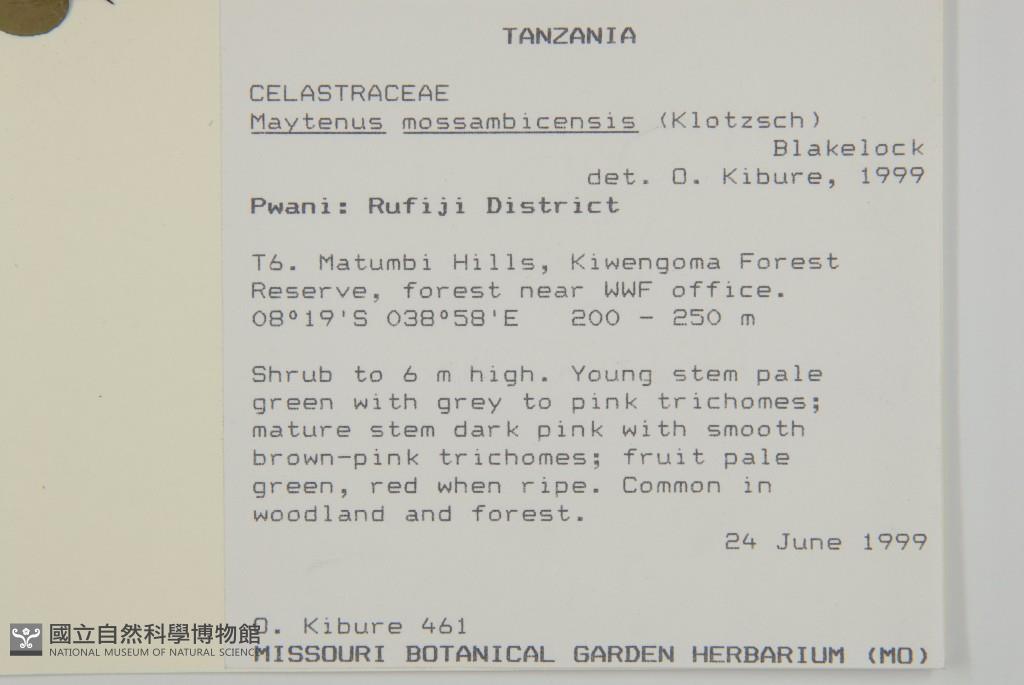 TANZANIA
CELASTRACEAE
Maytenus mossambicensis (Klotzsch)
Blakelock
det. O. Kibure, 1999
Pwani: Rufiji District
T6. Matumbi Hills, Kiwengoma Forest
Reserve, forest near WWF office.
08°19'S 038°58'E 200 - 250 m
Shrub to 6 m high. Young stem pale
green with grey to pink trichomes;
mature stem dark pink with smooth
brown-pink trichomes; fruit pale
green, red when ripe. Common in
woodland and forest.
24 June 1999
O. Kibure 461
MISSOURI BOTANICAL GARDEN HERBARIUM (MO)
國立自然科學博物館
NATIONAL MUSEUM OF NATURAL SCIENCE